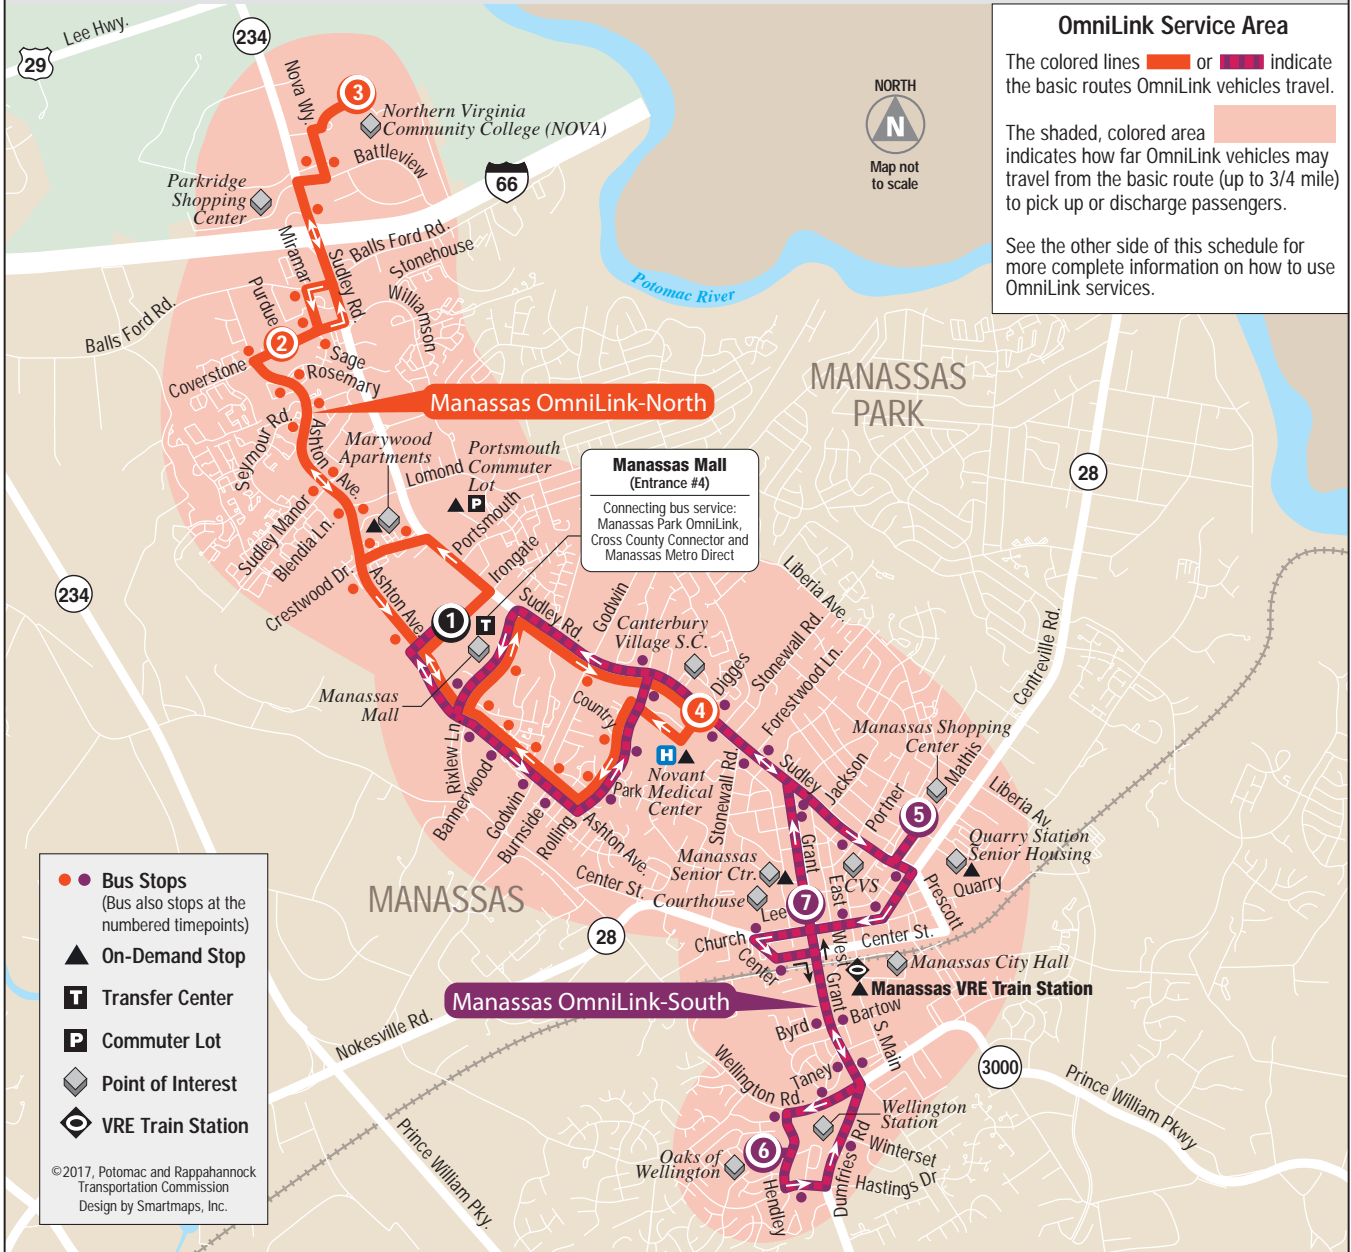 Lee Hwy.
29
234
OmniLink Service Area
The colored lines or indicate
the basic routes OmniLink vehicles travel.
The shaded, colored area
indicates how far OmniLink vehicles may
travel from the basic route (up to 3/4 mile)
to pick up or discharge passengers.
See the other side of this schedule for
more complete information on how to use
OmniLink services.
NORTH
N
Map not
to scale
Nova Wy.
3
Northern Virginia
Community College (NOVA)
Battleview
66
Parkridge
Shopping
Center
Miramar
Balls Ford Rd.
Stonehouse
Sudley Rd.
Williamson
Purdue
Balls Ford Rd.
Potomac River
2
Sage
Rosemary
Coverstone
Manassas OmniLink-North
MANASSAS
PARK
Seymour Rd.
Ashton Ave.
Marywood
Apartments
Lomond
Portsmouth
Commuter
Lot
P
Portsmouth
Manassas Mall
(Entrance #4)
Connecting bus service:
Manassas Park OmniLink,
Cross County Connector and
Manassas Metro Direct
28
Sudley Manor
Blendia Ln.
Crestwood Dr.
Ashton Ave.
Irongate
234
1
T
Sudley Rd.
Godwin
Canterbury
Village S.C.
Liberia Ave.
Stonewall Rd.
Forestwood Ln.
Digges
Centreville Rd.
Manassas
Mall
Country
4
H
Novant
Medical
Center
Manassas Shopping
Center
Mathis
Rixlew Ln.
Bannerwood
Godwin
Burnside
Rolling
Park
Ashton Ave.
Stonewall Rd.
Sudley
Jackson
Portner
5
Liberia Av.
Quarry Station
Senior Housing
Quarry
Grant
Manassas
Senior Ctr.
CVS
Prescott
Center St.
Courthouse
Lee
7
East
MANASSAS
28
Church
Center
West
Center St.
Manassas City Hall
Manassas VRE Train Station
Manassas OmniLink-South
Grant
Bartow
Byrd
S. Main
Nokesville Rd.
Wellington Rd.
Taney
3000
Prince William Pkwy
Wellington
Station
6
Oaks of
Wellington
Winterset
Hastings Dr
Dumfries Rd
Hendley
Prince William Pky.
Bus Stops
(Bus also stops at the
numbered timepoints)
On-Demand Stop
T Transfer Center
P Commuter Lot
Point of Interest
VRE Train Station
©2017, Potomac and Rappahannock
Transportation Commission
Design by Smartmaps, Inc.